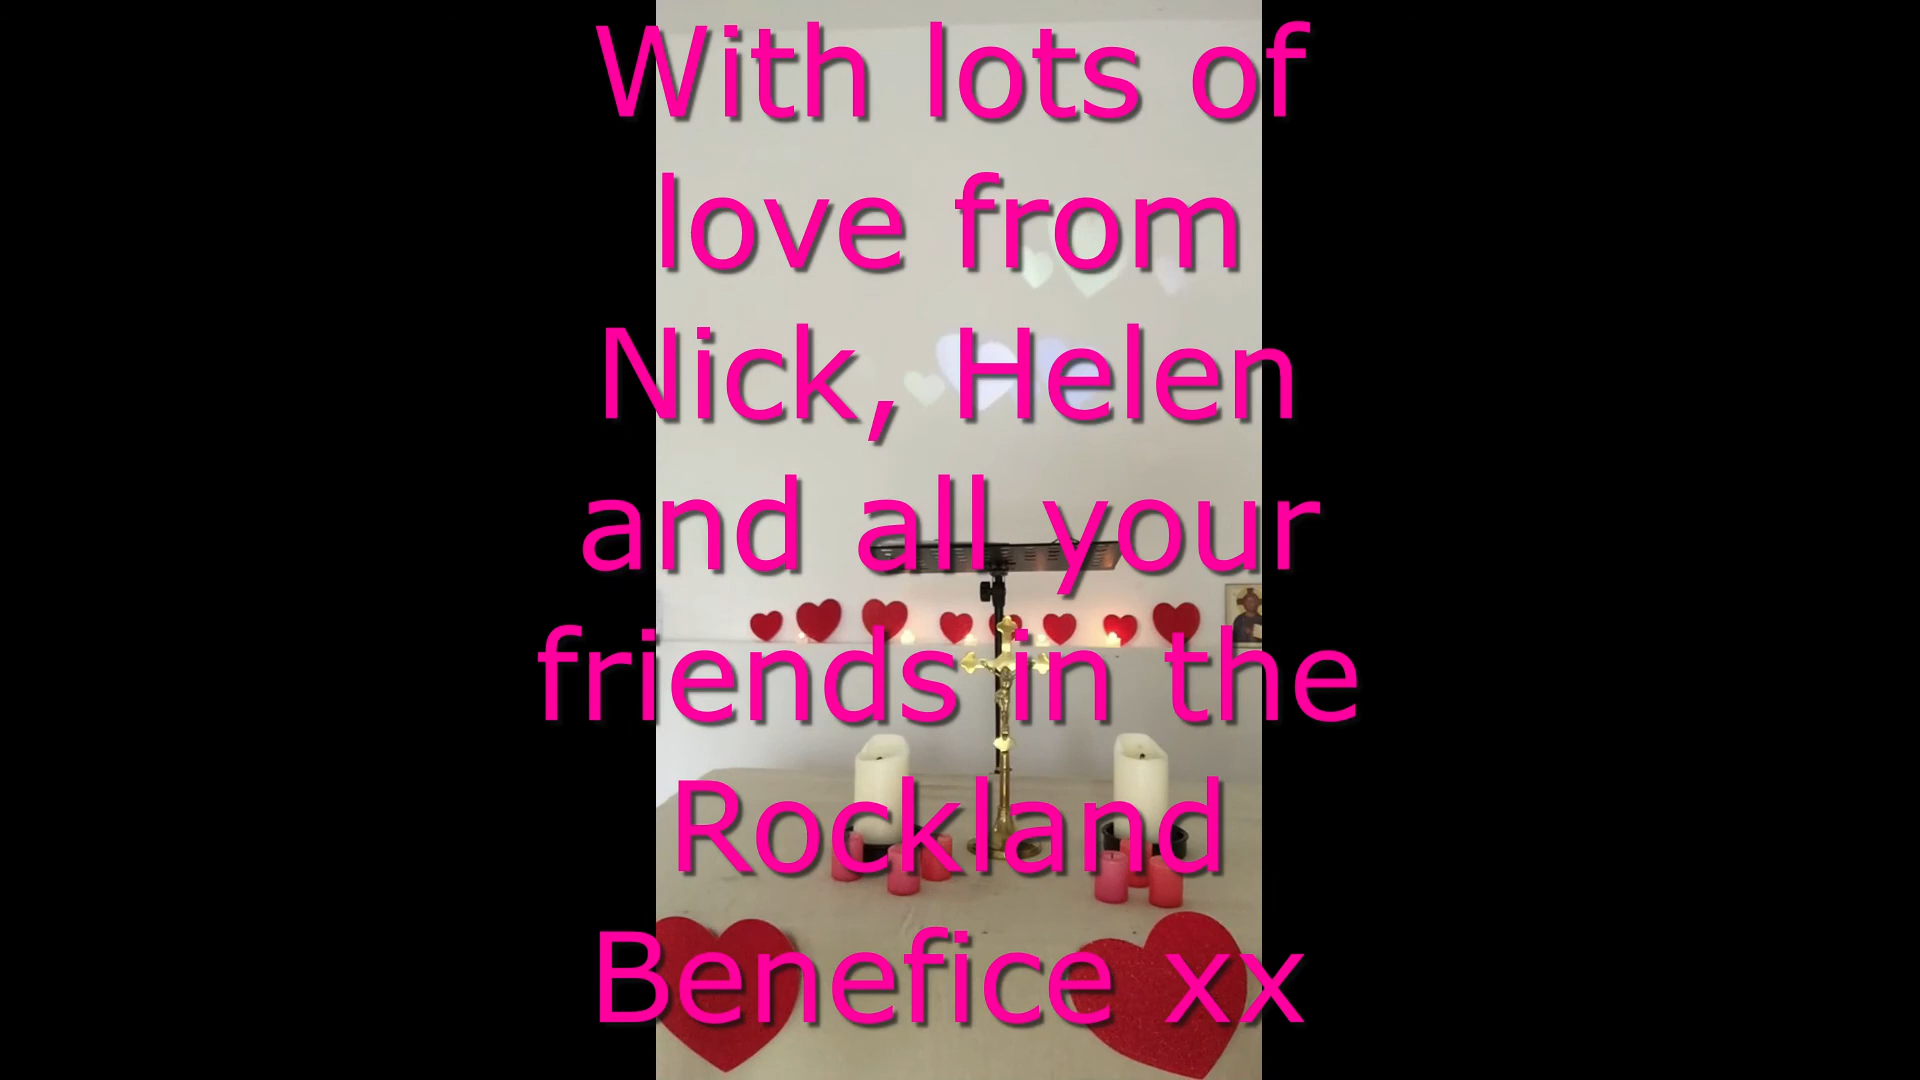 With lots of
love from
Nick, Helen
and all your
friends in the
Rockland
Benefice xx